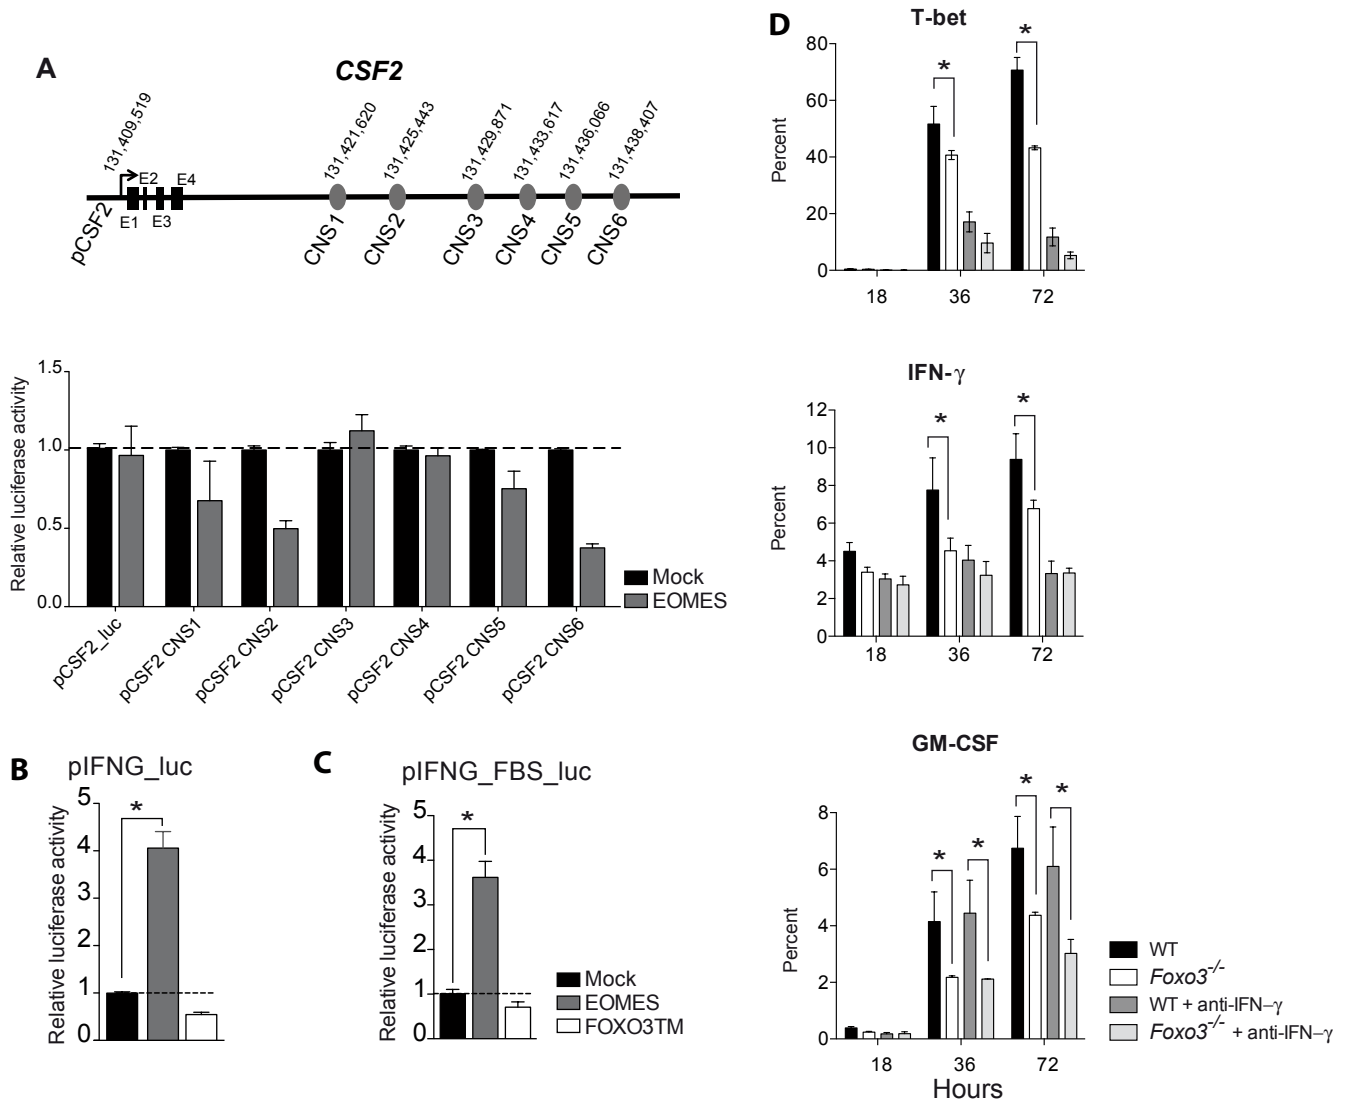 A
CSF2
131,409,519
131,421,620
131,425,443
131,429,871
131,433,617
131,436,066
131,438,407
E2 E4
pCSF2
E1 E3
CNS1
CNS2
CNS3
CNS4
CNS5
CNS6
Relative luciferase activity
1.5
1.0
0.5
0.0
Mock
EOMES
pCSF2_luc
pCSF2 CNS1
pCSF2 CNS2
pCSF2 CNS3
pCSF2 CNS4
pCSF2 CNS5
pCSF2 CNS6
B
pIFNG_luc
Relative luciferase activity
5
4
3
2
1
0
*
C
pIFNG_FBS_luc
Relative luciferase activity
5
4
3
2
1
0
*
Mock
EOMES
FOXO3TM
D
T-bet
Percent
80
60
40
20
0
* *
18 36 72
IFN-γ
Percent
12
10
8
6
4
2
0
* *
18 36 72
GM-CSF
Percent
8
6
4
2
0
* * * *
18 36 72
Hours
WT
Foxo3-/-
WT + anti-IFN–γ
Foxo3-/- + anti-IFN–γ